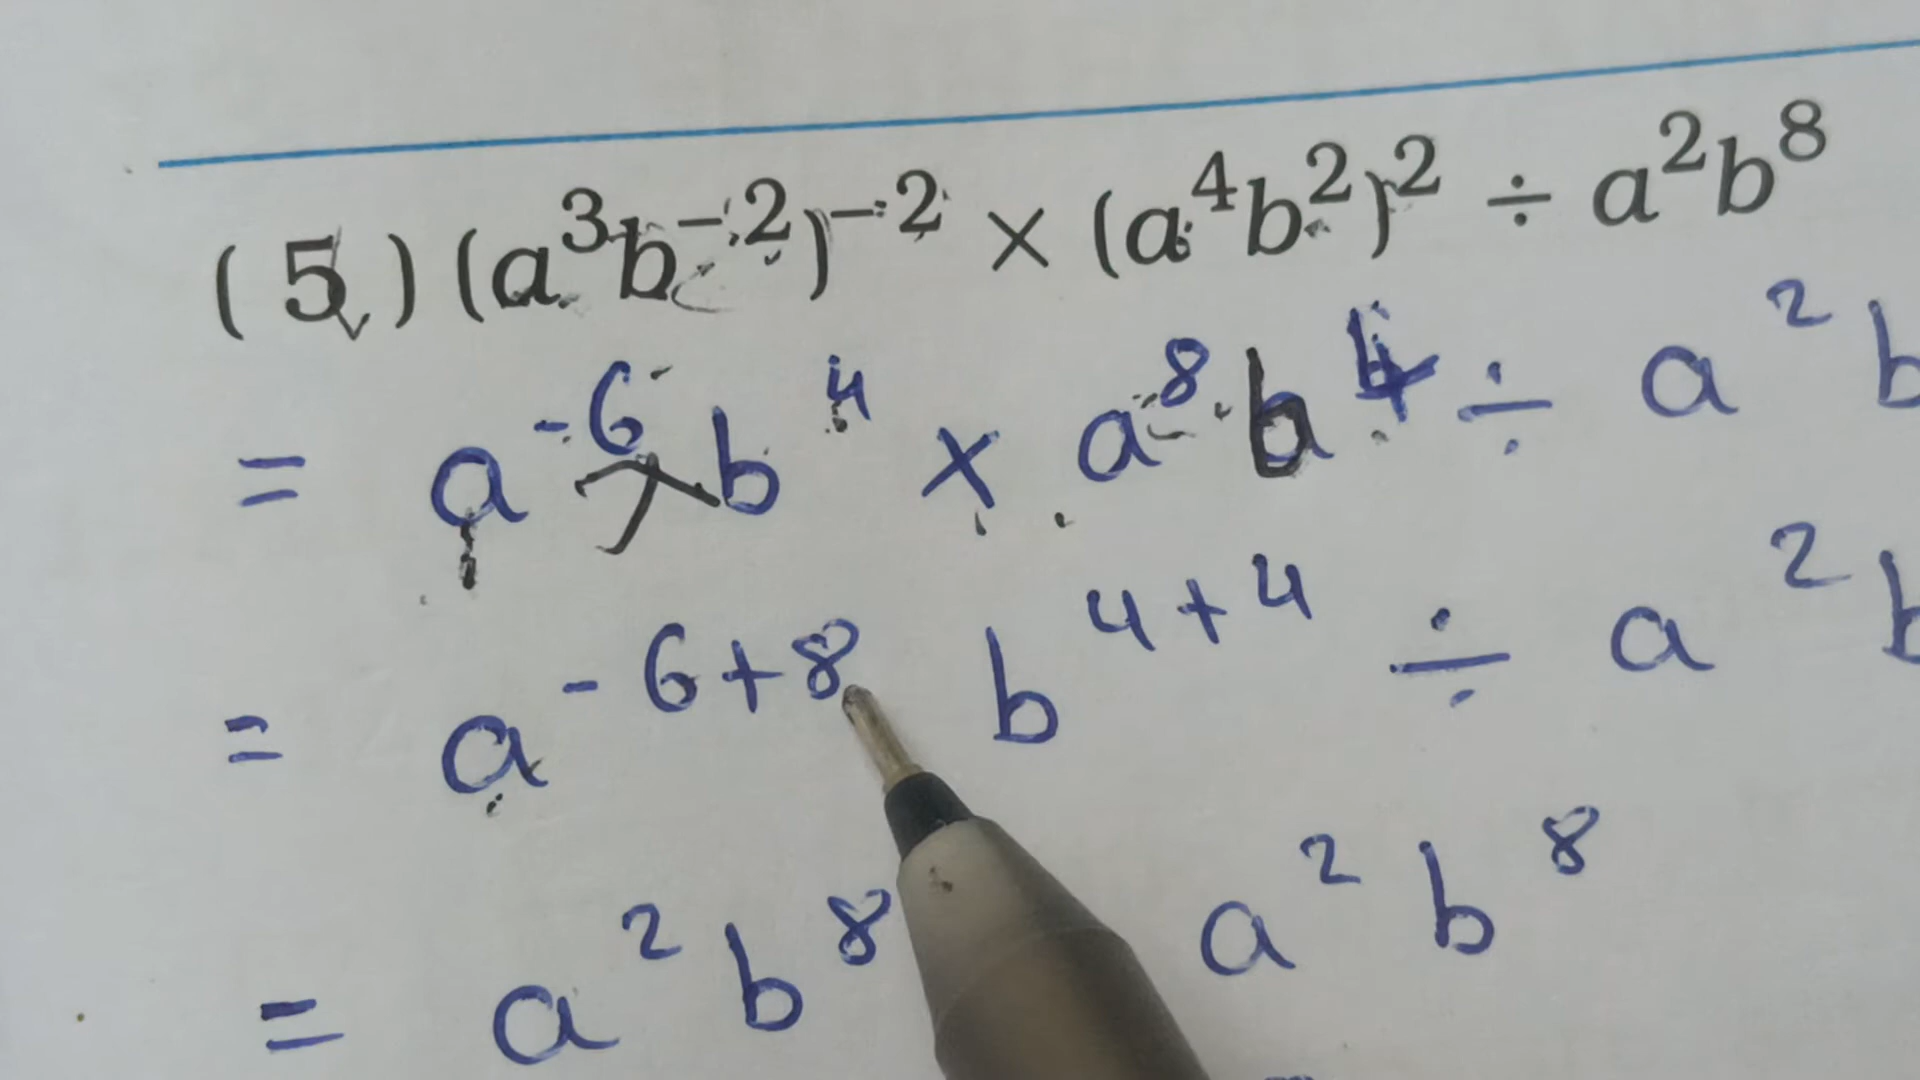 (5) (a³b⁻²)⁻² × (a⁴b²)² ÷ a²b⁸
= a⁻⁶ b⁴ × a⁸ b⁴ ÷ a² b
= a⁻⁶⁺⁸ b⁴⁺⁴ ÷ a² b
= a² b⁸ a² b⁸